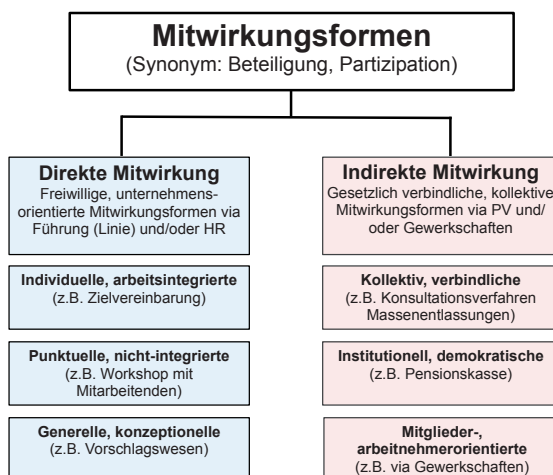 Mitwirkungsformen
(Synonym: Beteiligung, Partizipation)
Direkte Mitwirkung
Freiwillige, unternehmens-
orientierte Mitwirkungsformen via
Führung (Linie) und/oder HR
Individuelle, arbeitsintegrierte
(z.B. Zielvereinbarung)
Punktuelle, nicht-integrierte
(z.B. Workshop mit
Mitarbeitenden)
Generelle, konzeptionelle
(z.B. Vorschlagswesen)
Indirekte Mitwirkung
Gesetzlich verbindliche, kollektive
Mitwirkungsformen via PV und/
oder Gewerkschaften
Kollektiv, verbindliche
(z.B. Konsultationsverfahren
Massenentlassungen)
Institutionell, demokratische
(z.B. Pensionskasse)
Mitglieder-,
arbeitnehmerorientierte
(z.B. via Gewerkschaften)